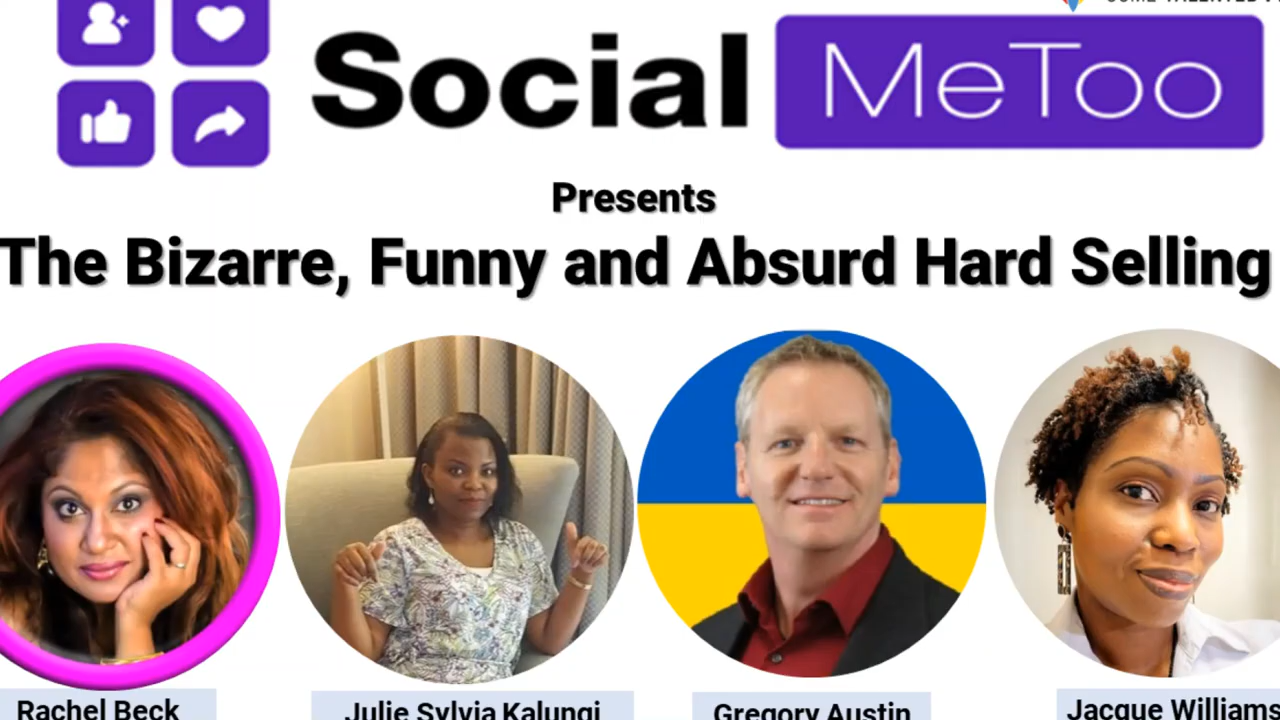 Social MeToo
Presents
The Bizarre, Funny and Absurd Hard Selling
Rachel Beck
Julie Sylvia Kalungi
Gregory Austin
Jacque Williams